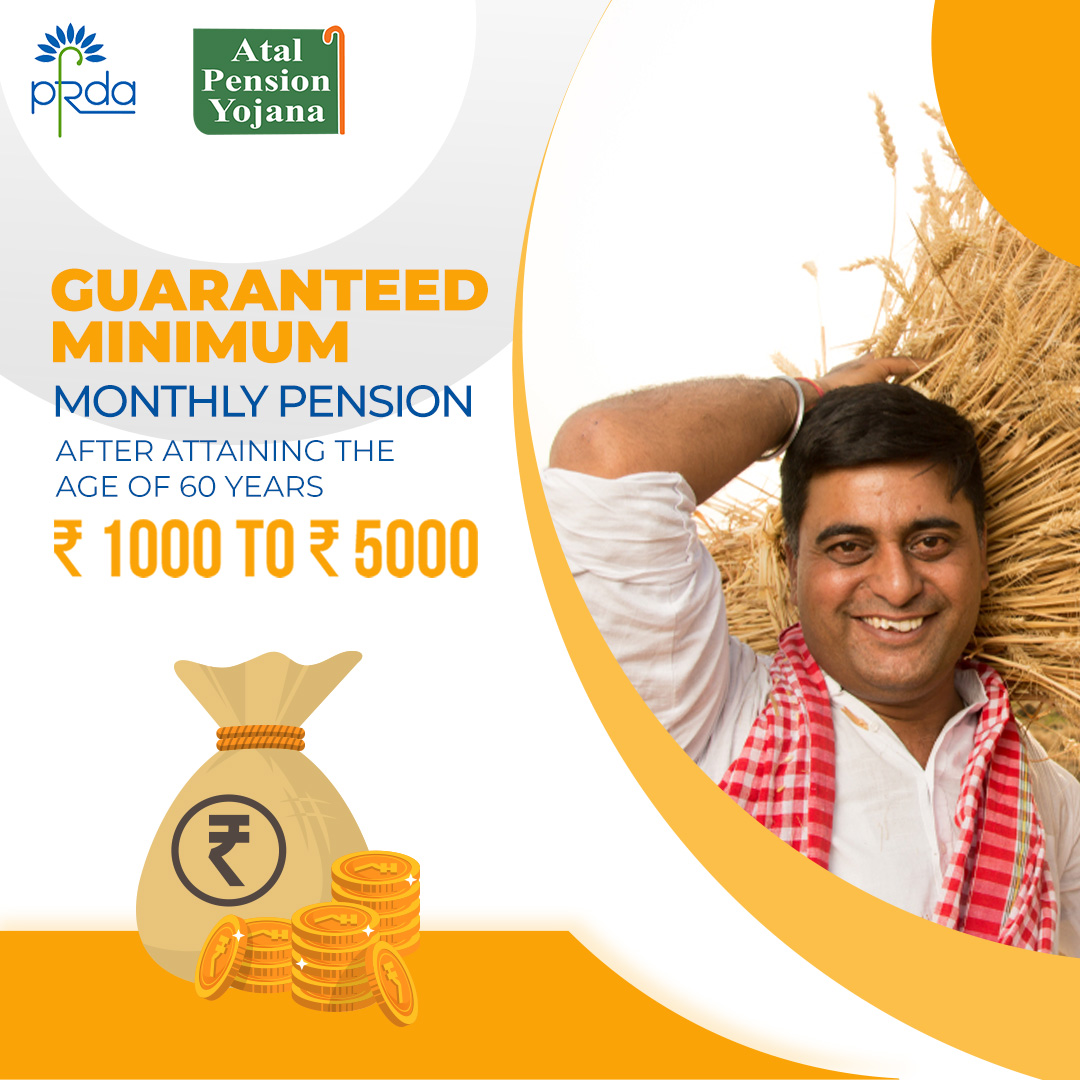 pfrda
Atal
Pension
Yojana
GUARANTEED
MINIMUM
MONTHLY PENSION
AFTER ATTAINING THE
AGE OF 60 YEARS
₹ 1000 TO ₹ 5000
₹